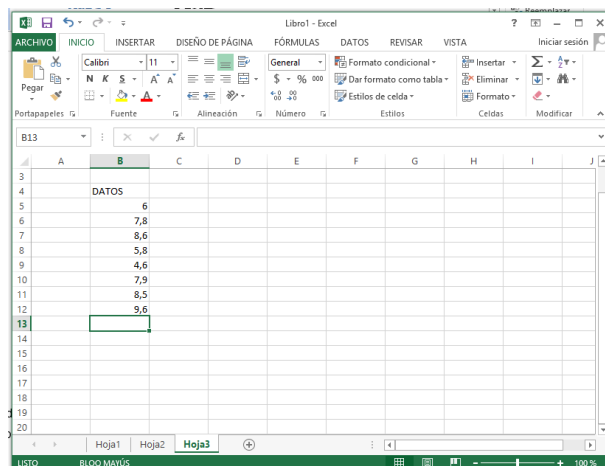 Libro1 - Excel
ARCHIVO INICIO INSERTAR DISEÑO DE PÁGINA FÓRMULAS DATOS REVISAR VISTA Iniciar sesión
Calibri 11 General Formato condicional Insertar
Pegar N K S Dar formato como tabla Eliminar
Estilos de celda Formato
Portapapeles Fuente Alineación Número Estilos Celdas Modificar
B13 fx
A B C D E F G H I J
3
4 DATOS
5 6
6 7,8
7 8,6
8 5,8
9 4,6
10 7,9
11 8,5
12 9,6
13
14
15
16
17
18
19
20
Hoja1 Hoja2 Hoja3
LISTO BLOQ MAYÚS 100 %